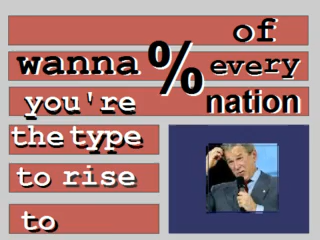 of
wanna % every
you're nation
the type
to rise
to